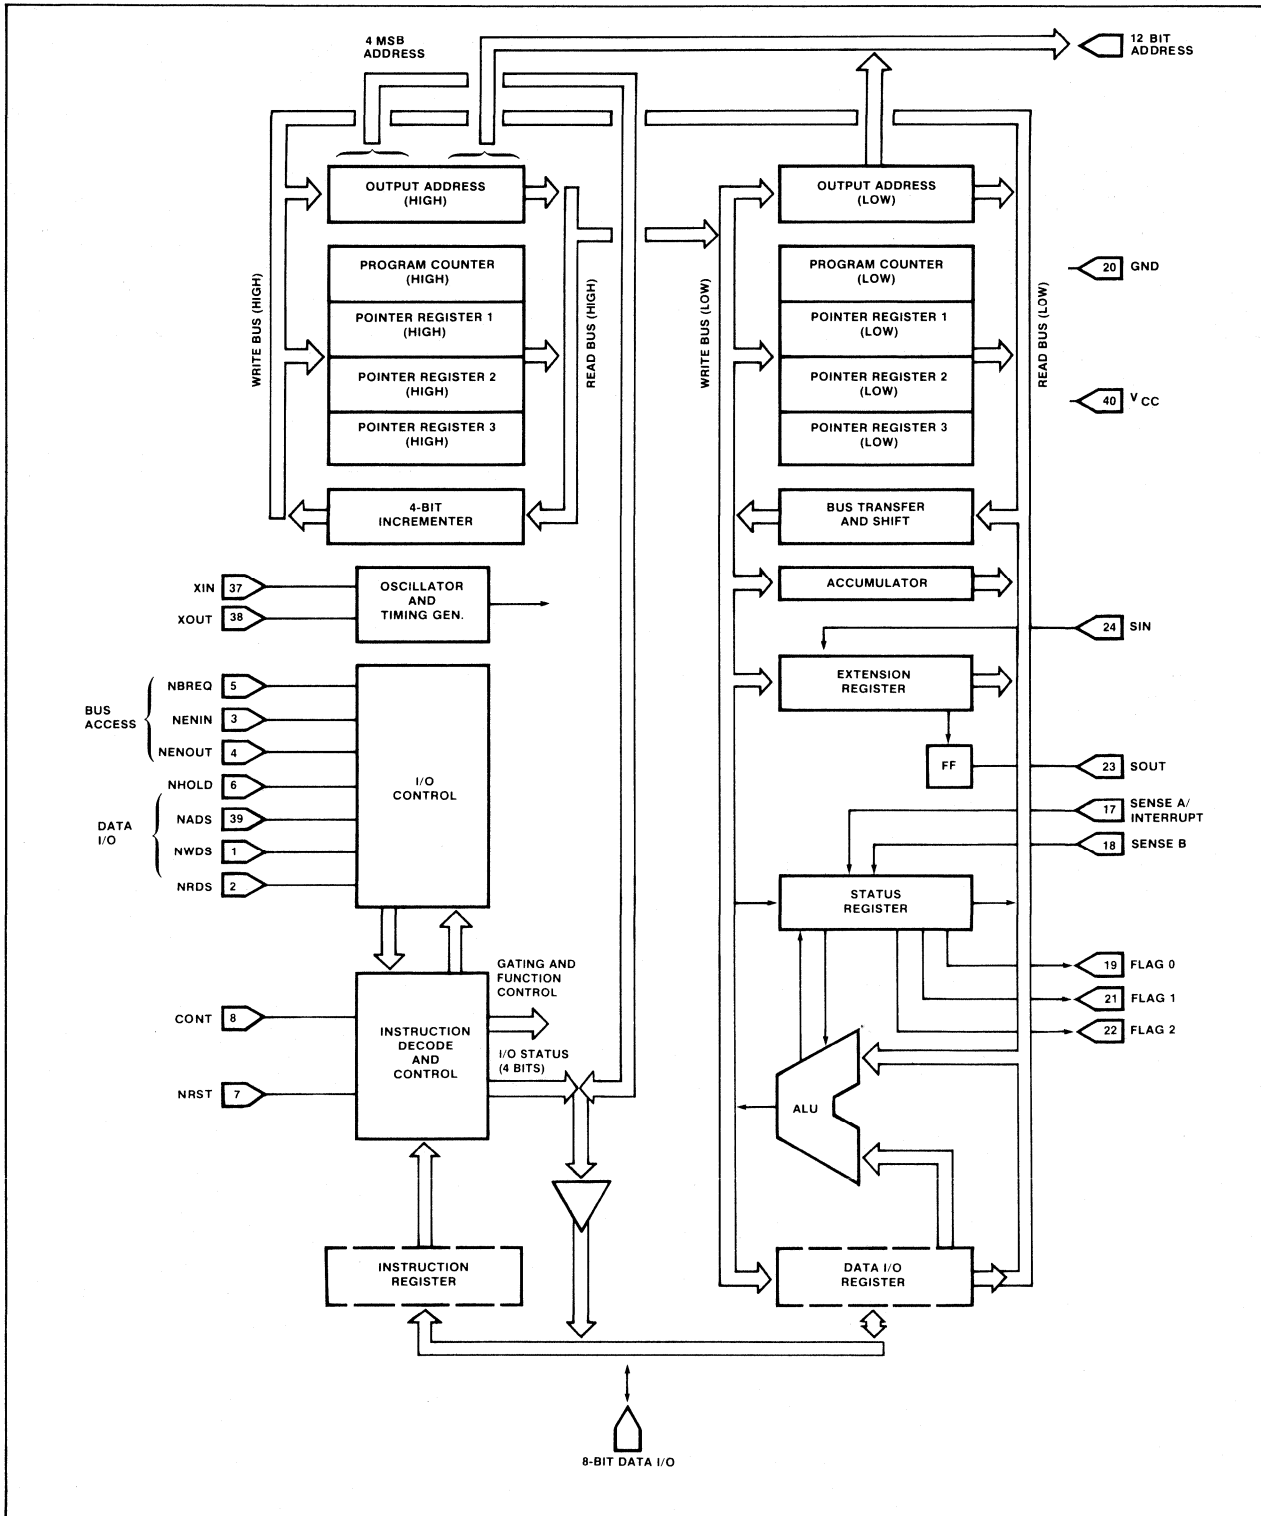 4 MSB
ADDRESS
12 BIT
ADDRESS
OUTPUT ADDRESS
(HIGH)
OUTPUT ADDRESS
(LOW)
WRITE BUS (HIGH)
PROGRAM COUNTER
(HIGH)
POINTER REGISTER 1
(HIGH)
POINTER REGISTER 2
(HIGH)
POINTER REGISTER 3
(HIGH)
READ BUS (HIGH)
WRITE BUS (LOW)
PROGRAM COUNTER
(LOW)
POINTER REGISTER 1
(LOW)
POINTER REGISTER 2
(LOW)
POINTER REGISTER 3
(LOW)
READ BUS (LOW)
20 GND
40 VCC
4-BIT
INCREMENTER
BUS TRANSFER
AND SHIFT
XIN 37
XOUT 38
OSCILLATOR
AND
TIMING GEN.
ACCUMULATOR
24 SIN
EXTENSION
REGISTER
FF
23 SOUT
BUS
ACCESS
NBREQ 5
NENIN 3
NENOUT 4
NHOLD 6
DATA
I/O
NADS 39
NWDS 1
NRDS 2
I/O
CONTROL
17 SENSE A/
INTERRUPT
18 SENSE B
STATUS
REGISTER
19 FLAG 0
21 FLAG 1
22 FLAG 2
GATING AND
FUNCTION
CONTROL
CONT 8
NRST 7
INSTRUCTION
DECODE
AND
CONTROL
I/O STATUS
(4 BITS)
ALU
INSTRUCTION
REGISTER
DATA I/O
REGISTER
8-BIT DATA I/O